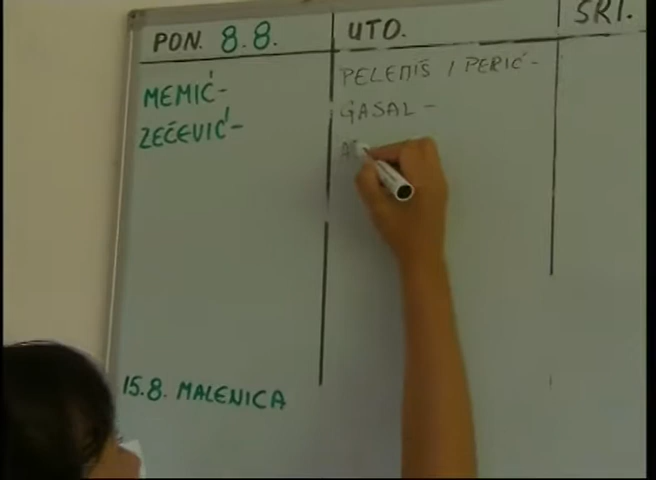 PON. 8.8.
MEMIĆ-
ZEČEVIĆ-
15.8. MALENICA
UTO.
PELEMIŠ / PERIĆ-
GASAL-
SRI.